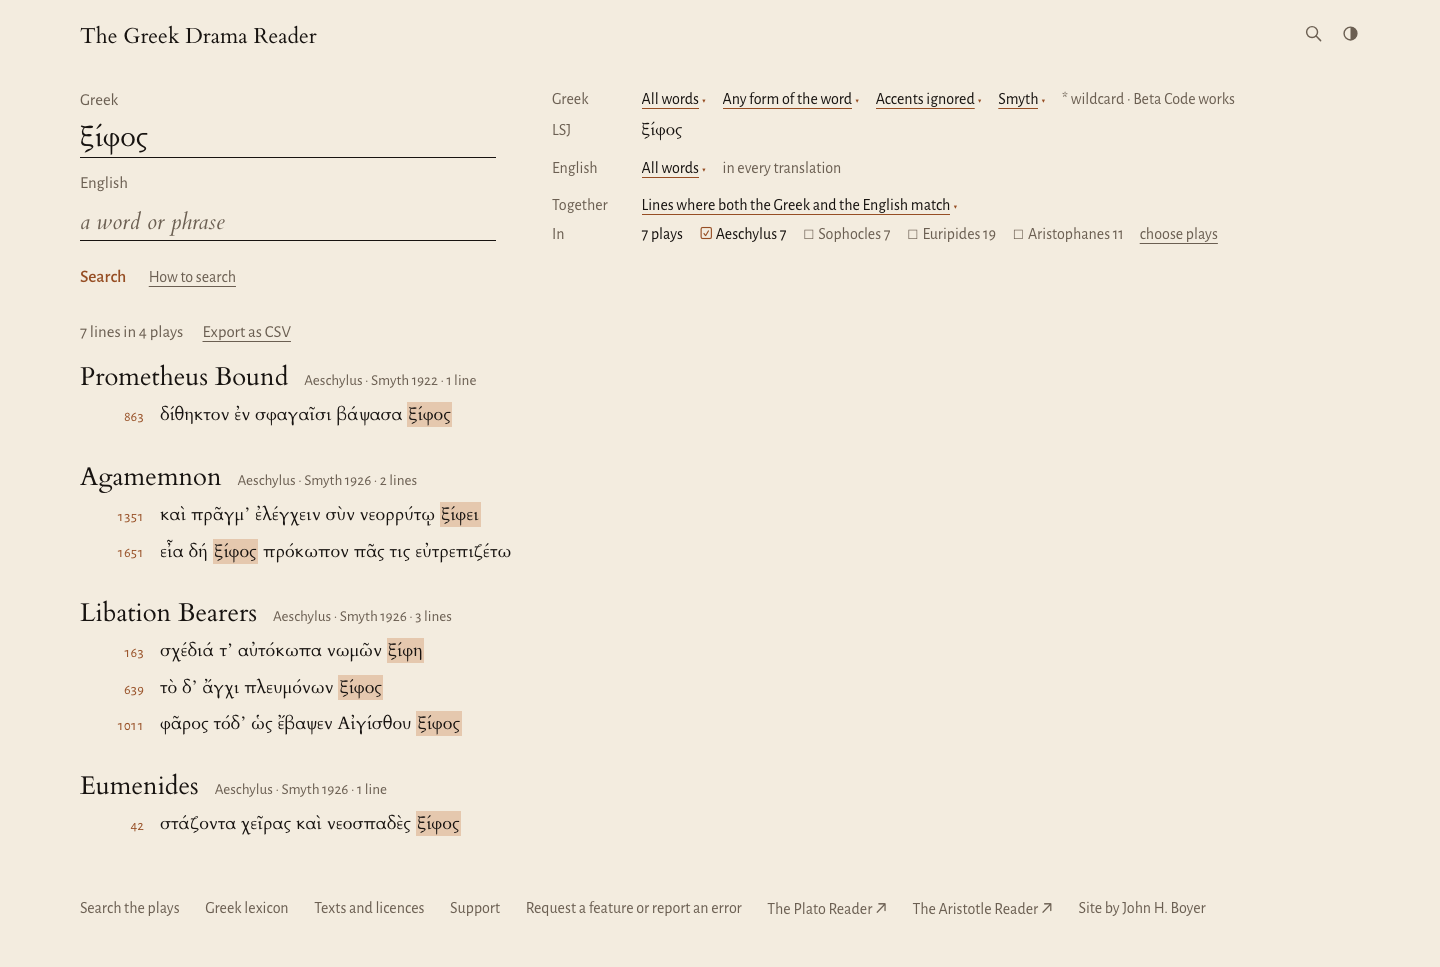 The Greek Drama Reader
Greek
ξίφος
English
a word or phrase
Search How to search
Greek All words Any form of the word Accents ignored Smyth * wildcard · Beta Code works
LSJ ξίφος
English All words in every translation
Together Lines where both the Greek and the English match
In 7 plays Aeschylus 7 Sophocles 7 Euripides 19 Aristophanes 11 choose plays
7 lines in 4 plays Export as CSV
Prometheus Bound Aeschylus · Smyth 1922 · 1 line
863 δίθηκτον ἐν σφαγαῖσι βάψασα ξίφος
Agamemnon Aeschylus · Smyth 1926 · 2 lines
1351 καὶ πρᾶγμ’ ἐλέγχειν σὺν νεορρύτῳ ξίφει
1651 εἶα δή ξίφος πρόκωπον πᾶς τις εὐτρεπιζέτω
Libation Bearers Aeschylus · Smyth 1926 · 3 lines
163 σχέδιά τ’ αὐτόκωπα νωμῶν ξίφη
639 τὸ δ’ ἄγχι πλευμόνων ξίφος
1011 φᾶρος τόδ’ ὡς ἔβαψεν Αἰγίσθου ξίφος
Eumenides Aeschylus · Smyth 1926 · 1 line
42 στάζοντα χεῖρας καὶ νεοσπαδὲς ξίφος
Search the plays Greek lexicon Texts and licences Support Request a feature or report an error The Plato Reader ↗ The Aristotle Reader ↗ Site by John H. Boyer